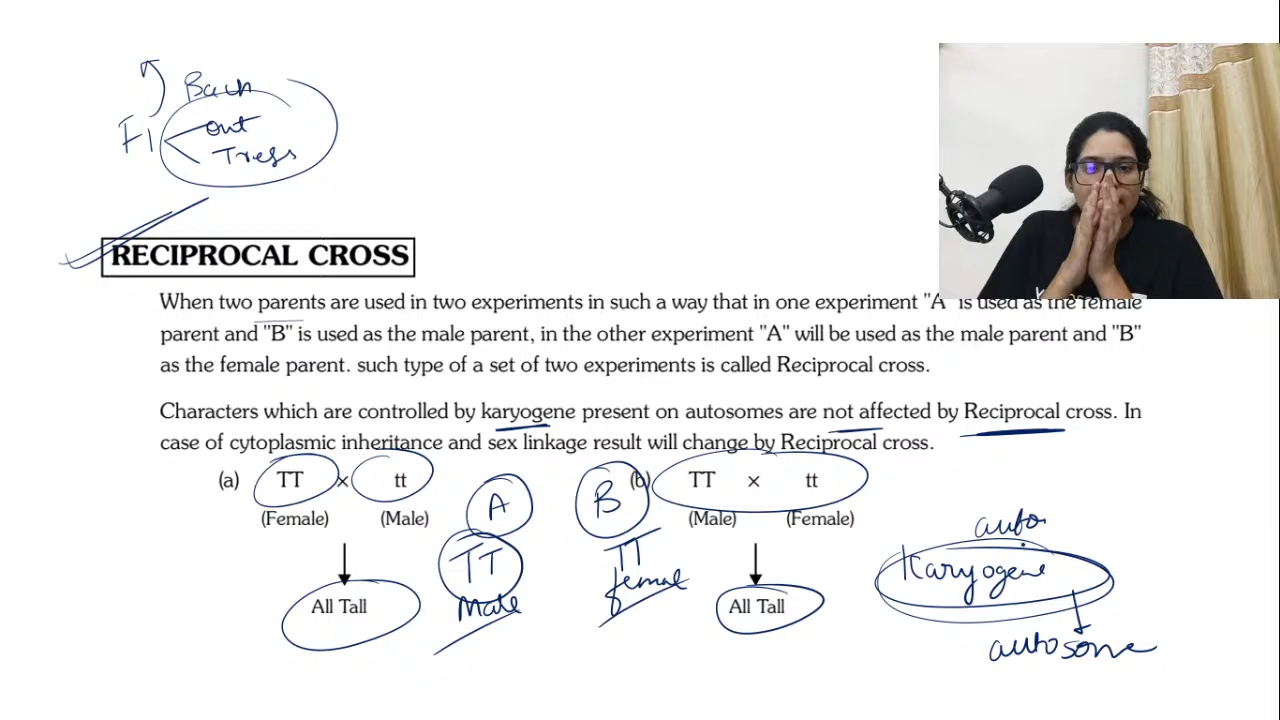 Back
F1 out
Tress
RECIPROCAL CROSS
When two parents are used in two experiments in such a way that in one experiment "A" is used as the female
parent and "B" is used as the male parent, in the other experiment "A" will be used as the male parent and "B"
as the female parent. such type of a set of two experiments is called Reciprocal cross.
Characters which are controlled by karyogene present on autosomes are not affected by Reciprocal cross. In
case of cytoplasmic inheritance and sex linkage result will change by Reciprocal cross.
(a) TT × tt A B (b) TT × tt
(Female) (Male) (Male) (Female)
auto
TT TT Karyogene
Male female
All Tall All Tall
autosome